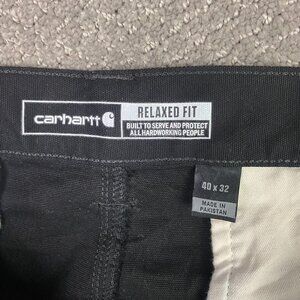 carhartt
RELAXED FIT
BUILT TO SERVE AND PROTECT
ALL HARDWORKING PEOPLE
40 x 32
MADE IN
PAKISTAN